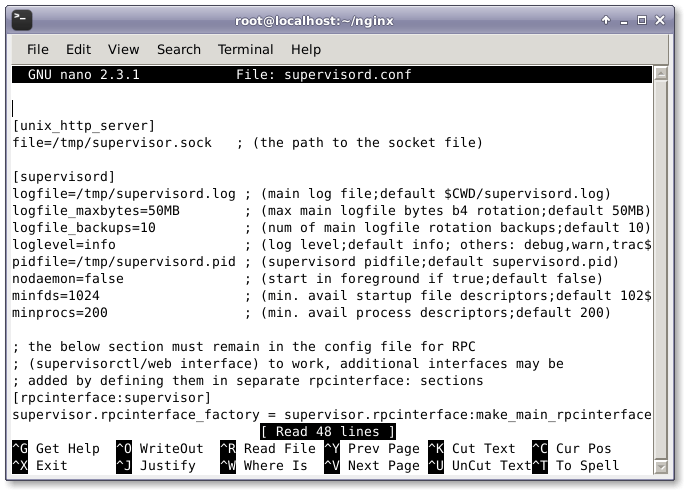 root@localhost:~/nginx
File Edit View Search Terminal Help
GNU nano 2.3.1 File: supervisord.conf
[unix_http_server]
file=/tmp/supervisor.sock ; (the path to the socket file)
[supervisord]
logfile=/tmp/supervisord.log ; (main log file;default $CWD/supervisord.log)
logfile_maxbytes=50MB ; (max main logfile bytes b4 rotation;default 50MB)
logfile_backups=10 ; (num of main logfile rotation backups;default 10)
loglevel=info ; (log level;default info; others: debug,warn,trac$
pidfile=/tmp/supervisord.pid ; (supervisord pidfile;default supervisord.pid)
nodaemon=false ; (start in foreground if true;default false)
minfds=1024 ; (min. avail startup file descriptors;default 102$
minprocs=200 ; (min. avail process descriptors;default 200)
; the below section must remain in the config file for RPC
; (supervisorctl/web interface) to work, additional interfaces may be
; added by defining them in separate rpcinterface: sections
[rpcinterface:supervisor]
supervisor.rpcinterface_factory = supervisor.rpcinterface:make_main_rpcinterface
[ Read 48 lines ]
^G Get Help ^O WriteOut ^R Read File ^Y Prev Page ^K Cut Text ^C Cur Pos
^X Exit ^J Justify ^W Where Is ^V Next Page ^U UnCut Text ^T To Spell